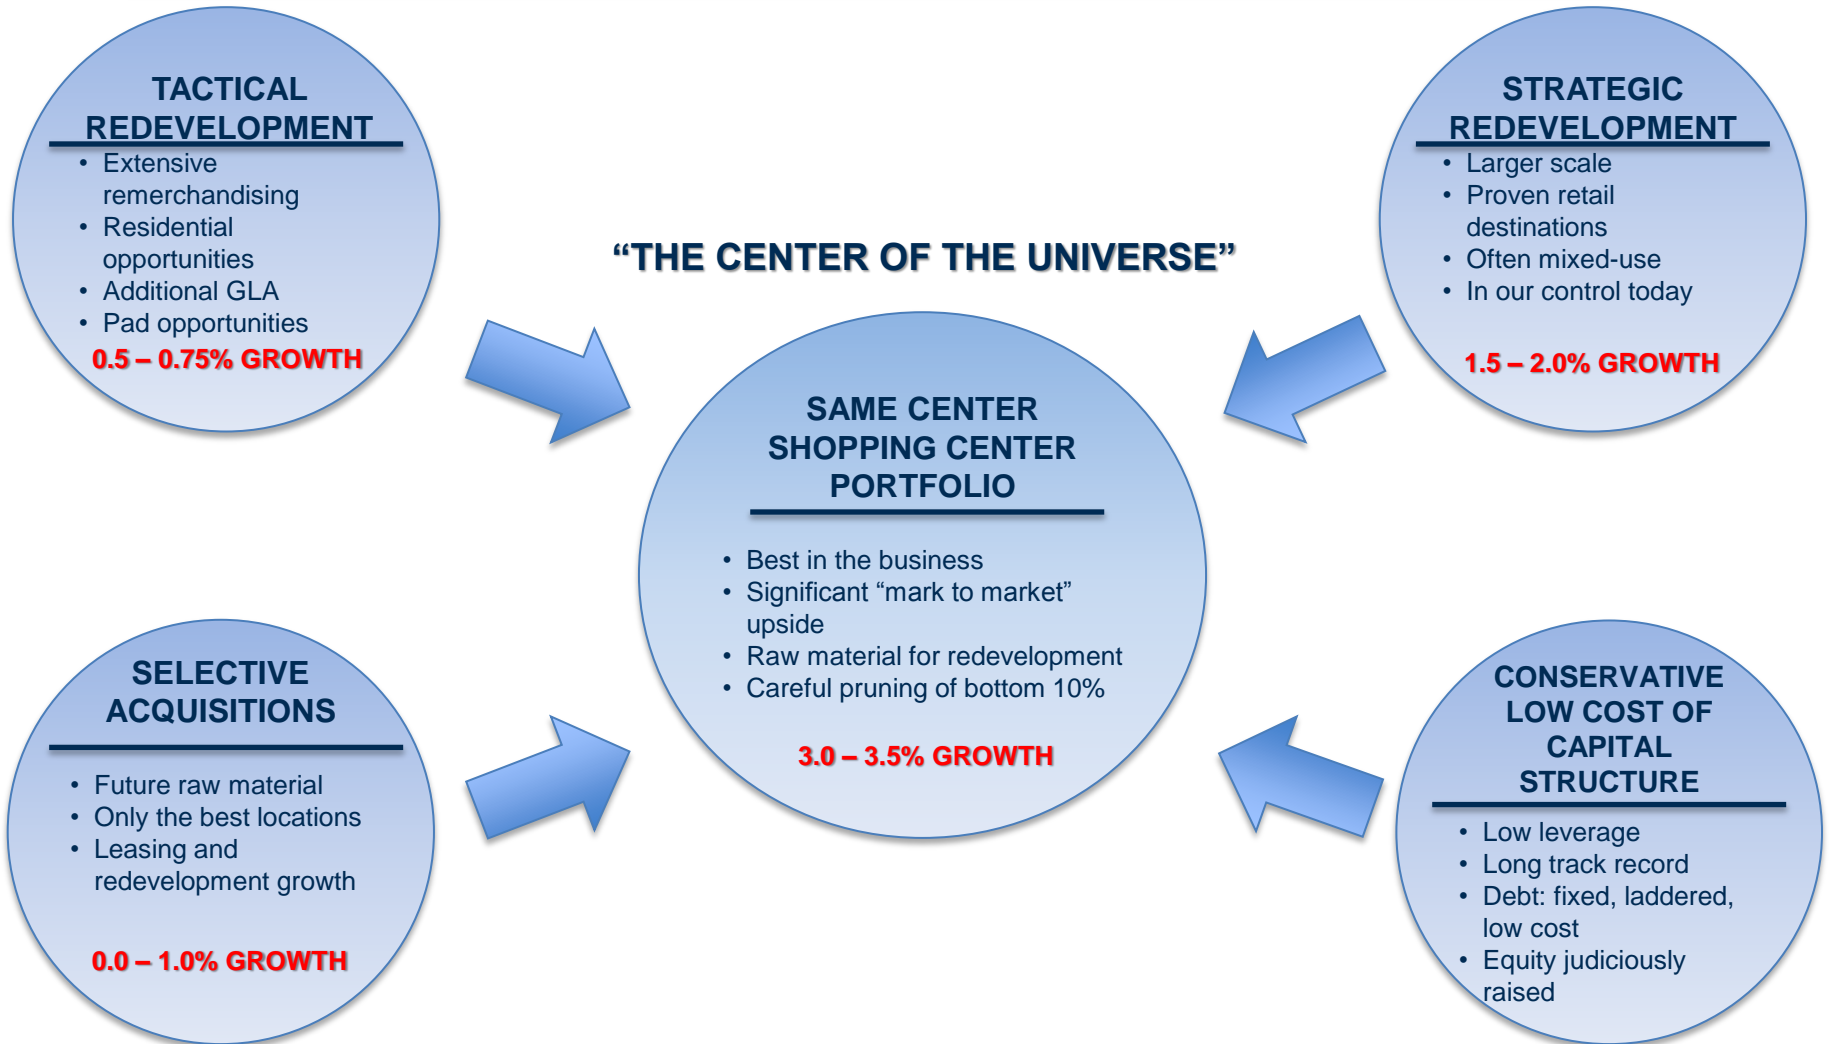 TACTICAL
REDEVELOPMENT
• Extensive
remerchandising
• Residential
opportunities
• Additional GLA
• Pad opportunities
0.5 – 0.75% GROWTH
STRATEGIC
REDEVELOPMENT
• Larger scale
• Proven retail
destinations
• Often mixed-use
• In our control today
1.5 – 2.0% GROWTH
“THE CENTER OF THE UNIVERSE”
SAME CENTER
SHOPPING CENTER
PORTFOLIO
• Best in the business
• Significant “mark to market”
upside
• Raw material for redevelopment
• Careful pruning of bottom 10%
3.0 – 3.5% GROWTH
SELECTIVE
ACQUISITIONS
• Future raw material
• Only the best locations
• Leasing and
redevelopment growth
0.0 – 1.0% GROWTH
CONSERVATIVE
LOW COST OF
CAPITAL
STRUCTURE
• Low leverage
• Long track record
• Debt: fixed, laddered,
low cost
• Equity judiciously
raised